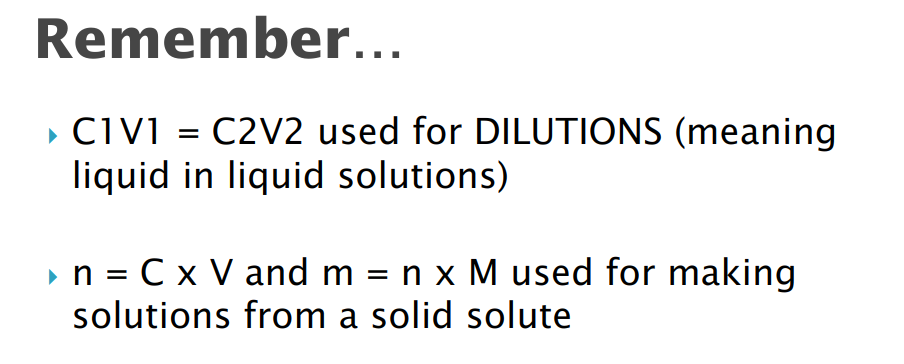 Remember...
C1V1 = C2V2 used for DILUTIONS (meaning
liquid in liquid solutions)
n = C x V and m = n x M used for making
solutions from a solid solute